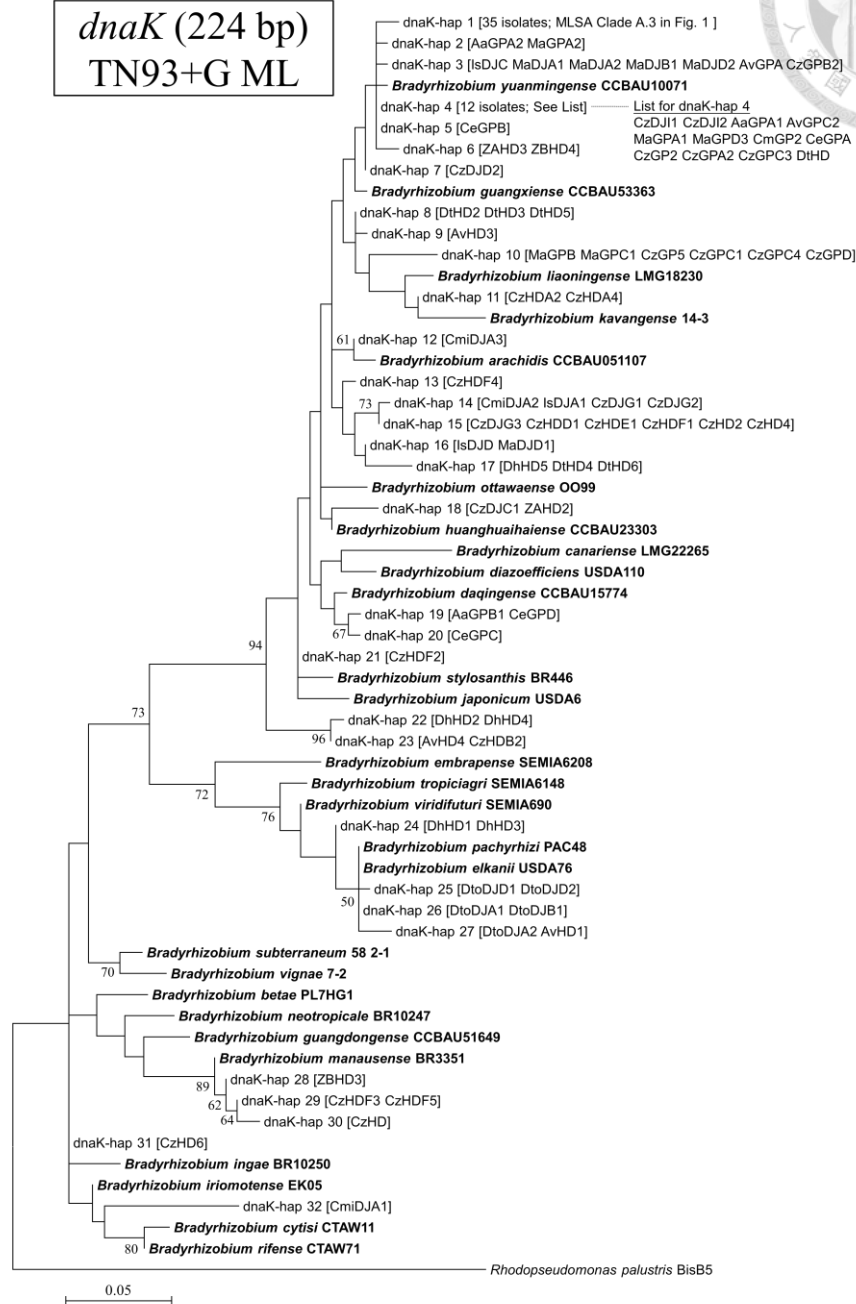 dnaK (224 bp)
TN93+G ML
dnaK-hap 1 [35 isolates; MLSA Clade A.3 in Fig. 1 ]
dnaK-hap 2 [AaGPA2 MaGPA2]
dnaK-hap 3 [IsDJC MaDJA1 MaDJA2 MaDJB1 MaDJD2 AvGPA CzGPB2]
Bradyrhizobium yuanmingense CCBAU10071
dnaK-hap 4 [12 isolates; See List]
List for dnaK-hap 4
CzDJI1 CzDJI2 AaGPA1 AvGPC2
MaGPA1 MaGPD3 CmGP2 CeGPA
CzGP2 CzGPA2 CzGPC3 DtHD
dnaK-hap 5 [CeGPB]
dnaK-hap 6 [ZAHD3 ZBHD4]
dnaK-hap 7 [CzDJD2]
Bradyrhizobium guangxiense CCBAU53363
dnaK-hap 8 [DtHD2 DtHD3 DtHD5]
dnaK-hap 9 [AvHD3]
dnaK-hap 10 [MaGPB MaGPC1 CzGP5 CzGPC1 CzGPC4 CzGPD]
Bradyrhizobium liaoningense LMG18230
dnaK-hap 11 [CzHDA2 CzHDA4]
Bradyrhizobium kavangense 14-3
61
dnaK-hap 12 [CmiDJA3]
Bradyrhizobium arachidis CCBAU051107
dnaK-hap 13 [CzHDF4]
73
dnaK-hap 14 [CmiDJA2 IsDJA1 CzDJG1 CzDJG2]
dnaK-hap 15 [CzDJG3 CzHDD1 CzHDE1 CzHDF1 CzHD2 CzHD4]
dnaK-hap 16 [IsDJD MaDJD1]
dnaK-hap 17 [DhHD5 DtHD4 DtHD6]
Bradyrhizobium ottawaense OO99
dnaK-hap 18 [CzDJC1 ZAHD2]
Bradyrhizobium huanghuaihaiense CCBAU23303
Bradyrhizobium canariense LMG22265
Bradyrhizobium diazoefficiens USDA110
Bradyrhizobium daqingense CCBAU15774
dnaK-hap 19 [AaGPB1 CeGPD]
67
dnaK-hap 20 [CeGPC]
94
dnaK-hap 21 [CzHDF2]
Bradyrhizobium stylosanthis BR446
Bradyrhizobium japonicum USDA6
73
dnaK-hap 22 [DhHD2 DhHD4]
96
dnaK-hap 23 [AvHD4 CzHDB2]
Bradyrhizobium embrapense SEMIA6208
72
Bradyrhizobium tropiciagri SEMIA6148
76
Bradyrhizobium viridifuturi SEMIA690
dnaK-hap 24 [DhHD1 DhHD3]
Bradyrhizobium pachyrhizi PAC48
Bradyrhizobium elkanii USDA76
50
dnaK-hap 25 [DtoDJD1 DtoDJD2]
dnaK-hap 26 [DtoDJA1 DtoDJB1]
dnaK-hap 27 [DtoDJA2 AvHD1]
Bradyrhizobium subterraneum 58 2-1
70
Bradyrhizobium vignae 7-2
Bradyrhizobium betae PL7HG1
Bradyrhizobium neotropicale BR10247
Bradyrhizobium guangdongense CCBAU51649
Bradyrhizobium manausense BR3351
89
dnaK-hap 28 [ZBHD3]
62
dnaK-hap 29 [CzHDF3 CzHDF5]
64
dnaK-hap 30 [CzHD]
dnaK-hap 31 [CzHD6]
Bradyrhizobium ingae BR10250
Bradyrhizobium iriomotense EK05
dnaK-hap 32 [CmiDJA1]
Bradyrhizobium cytisi CTAW11
80
Bradyrhizobium rifense CTAW71
Rhodopseudomonas palustris BisB5
0.05